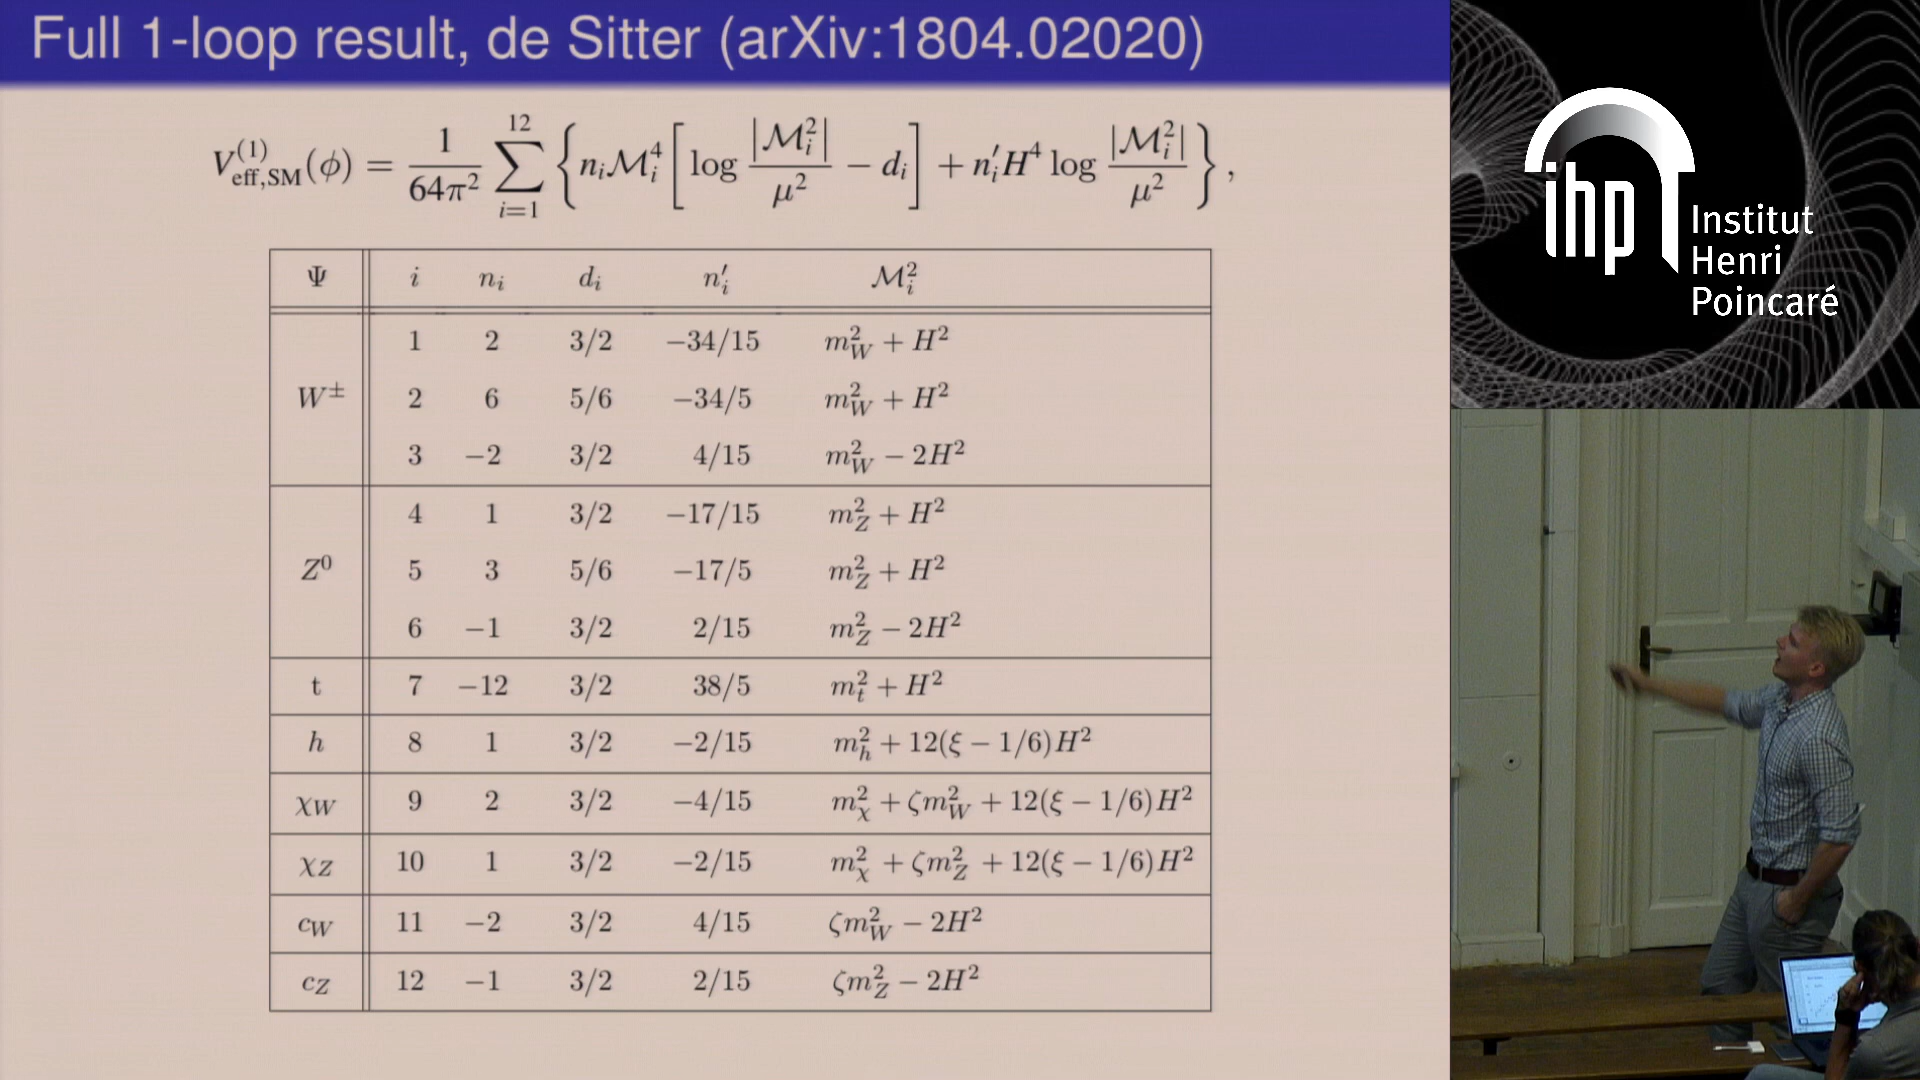 Full 1-loop result, de Sitter (arXiv:1804.02020)
V_{eff,SM}^{(1)}(ϕ) = 1/(64π²) Σ_{i=1}^{12} { n_i ℳ_i⁴ [ log |ℳ_i²|/μ² − d_i ] + n′_i H⁴ log |ℳ_i²|/μ² } ,
Ψ i n_i d_i n′_i ℳ_i²
1 2 3/2 −34/15 m_W² + H²
W± 2 6 5/6 −34/5 m_W² + H²
3 −2 3/2 4/15 m_W² − 2H²
4 1 3/2 −17/15 m_Z² + H²
Z⁰ 5 3 5/6 −17/5 m_Z² + H²
6 −1 3/2 2/15 m_Z² − 2H²
t 7 −12 3/2 38/5 m_t² + H²
h 8 1 3/2 −2/15 m_h² + 12(ξ − 1/6)H²
χ_W 9 2 3/2 −4/15 m_χ² + ζm_W² + 12(ξ − 1/6)H²
χ_Z 10 1 3/2 −2/15 m_χ² + ζm_Z² + 12(ξ − 1/6)H²
c_W 11 −2 3/2 4/15 ζm_W² − 2H²
c_Z 12 −1 3/2 2/15 ζm_Z² − 2H²
ihp
Institut
Henri
Poincaré